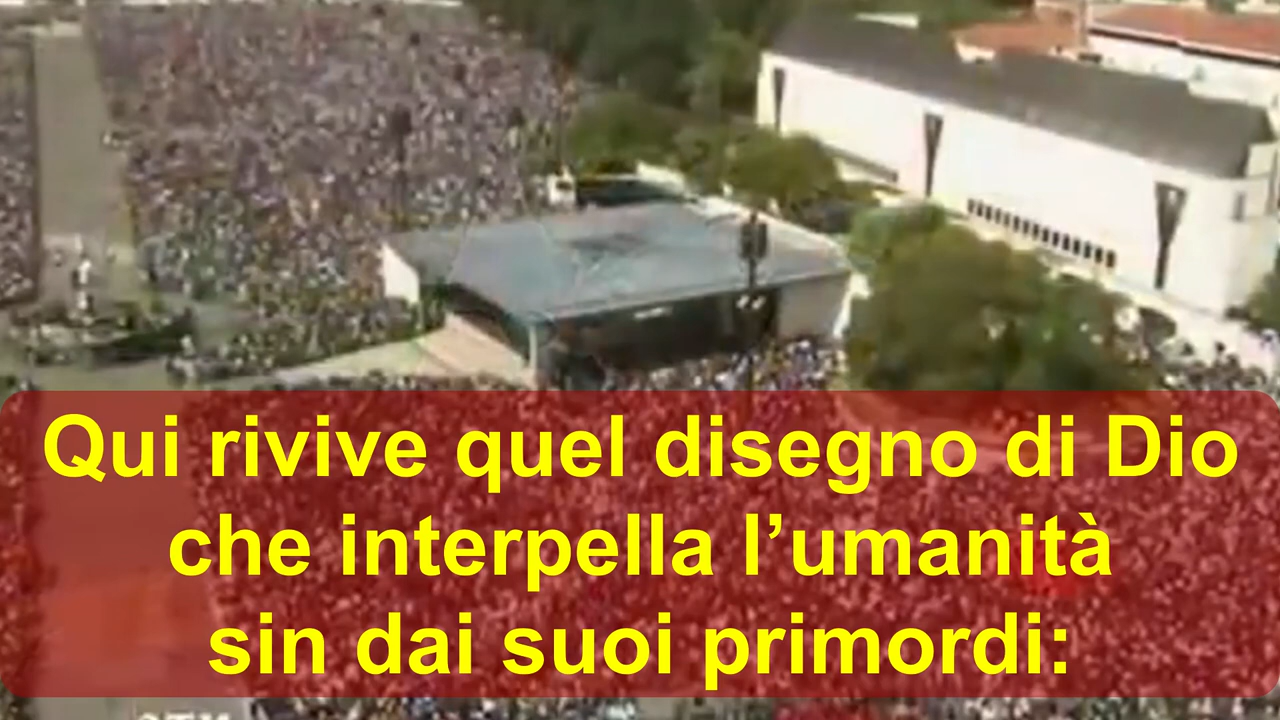 Qui rivive quel disegno di Dio
che interpella l’umanità
sin dai suoi primordi: